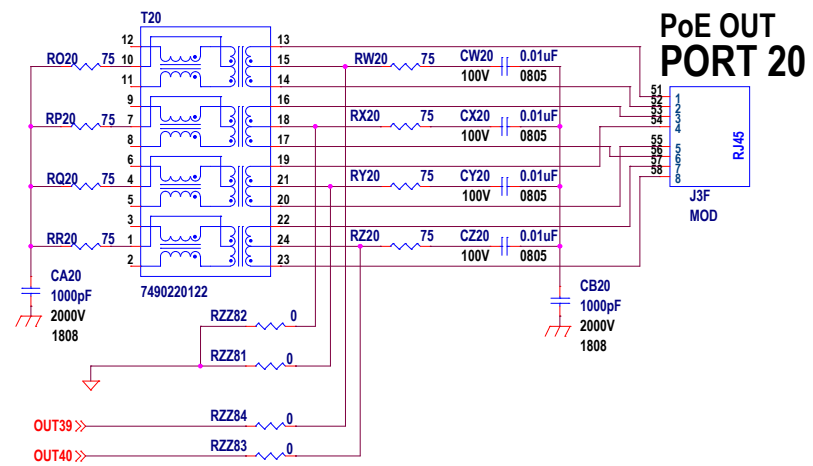 T20
PoE OUT
PORT 20
12
10
11
9
7
8
6
4
5
3
1
2
13
15
14
16
18
17
19
21
20
22
24
23
RO20 75
RP20 75
RQ20 75
RR20 75
RW20 75
CW20 0.01uF
100V 0805
RX20 75
CX20 0.01uF
100V 0805
RY20 75
CY20 0.01uF
100V 0805
RZ20 75
CZ20 0.01uF
100V 0805
51
52
53
54
55
56
57
58
1
2
3
4
5
6
7
8
RJ45
J3F
MOD
CA20
1000pF
2000V
1808
7490220122
CB20
1000pF
2000V
1808
RZZ82 0
RZZ81 0
RZZ84 0
OUT39
RZZ83 0
OUT40